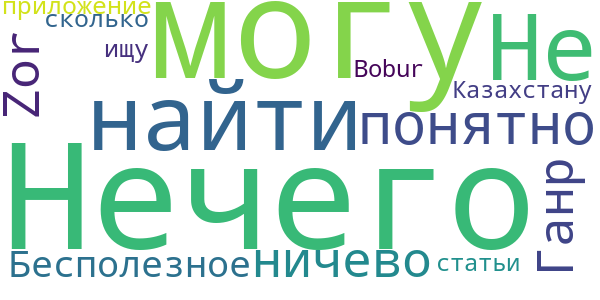 приложение
сколько
могу
Не
ищу
Zor
Bobur
Казахстану
найти
понятно
Нечего
Ганр
Бесполезное
ничево
статьи